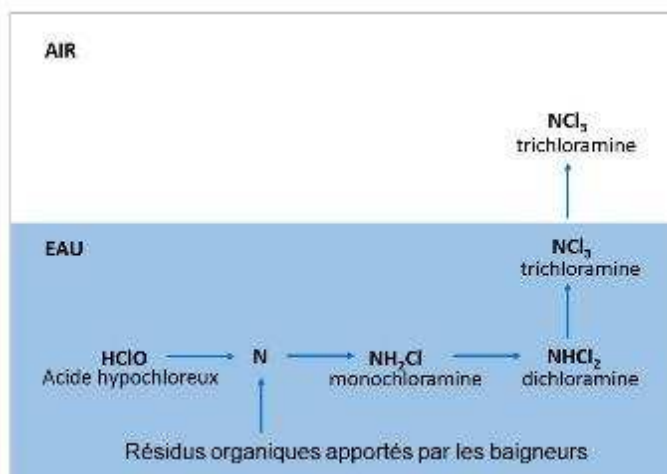 AIR
NCl₃
trichloramine
EAU
NCl₃
trichloramine
HClO
Acide hypochloreux
N
NH₂Cl
monochloramine
NHCl₂
dichloramine
Résidus organiques apportés par les baigneurs